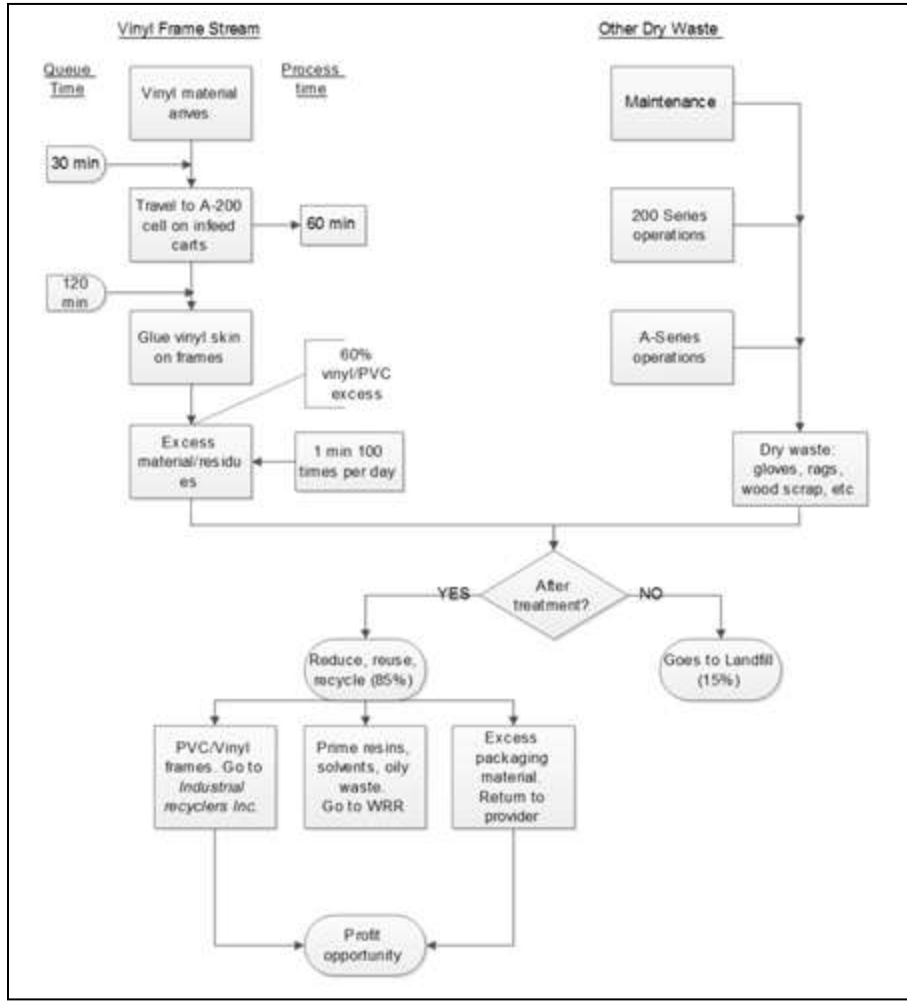 Vinyl Frame Stream
Other Dry Waste
Queue
Time
Process
time
Vinyl material
arives
Maintenance
30 min
Travel to A-200
cell on infeed
carts
60 min
200 Series
operations
120
min
Glue vinyl skin
on frames
60%
vinyl/PVC
excess
A-Series
operations
Excess
material/residu
es
1 min 100
times per day
Dry waste:
gloves, rags,
wood scrap, etc
After
treatment?
YES
NO
Reduce, reuse,
recycle (85%)
Goes to Landfill
(15%)
PVC/Vinyl
frames. Go to
Industrial
recyclers Inc.
Prime resins,
solvents, oily
waste.
Go to WRR
Excess
packaging
material.
Return to
provider
Profit
opportunity